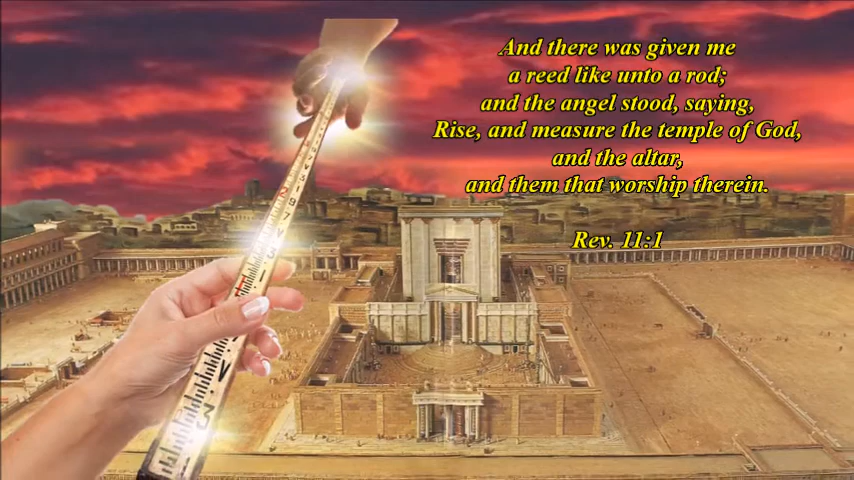 And there was given me
a reed like unto a rod;
and the angel stood, saying,
Rise, and measure the temple of God,
and the altar,
and them that worship therein.
Rev. 11:1